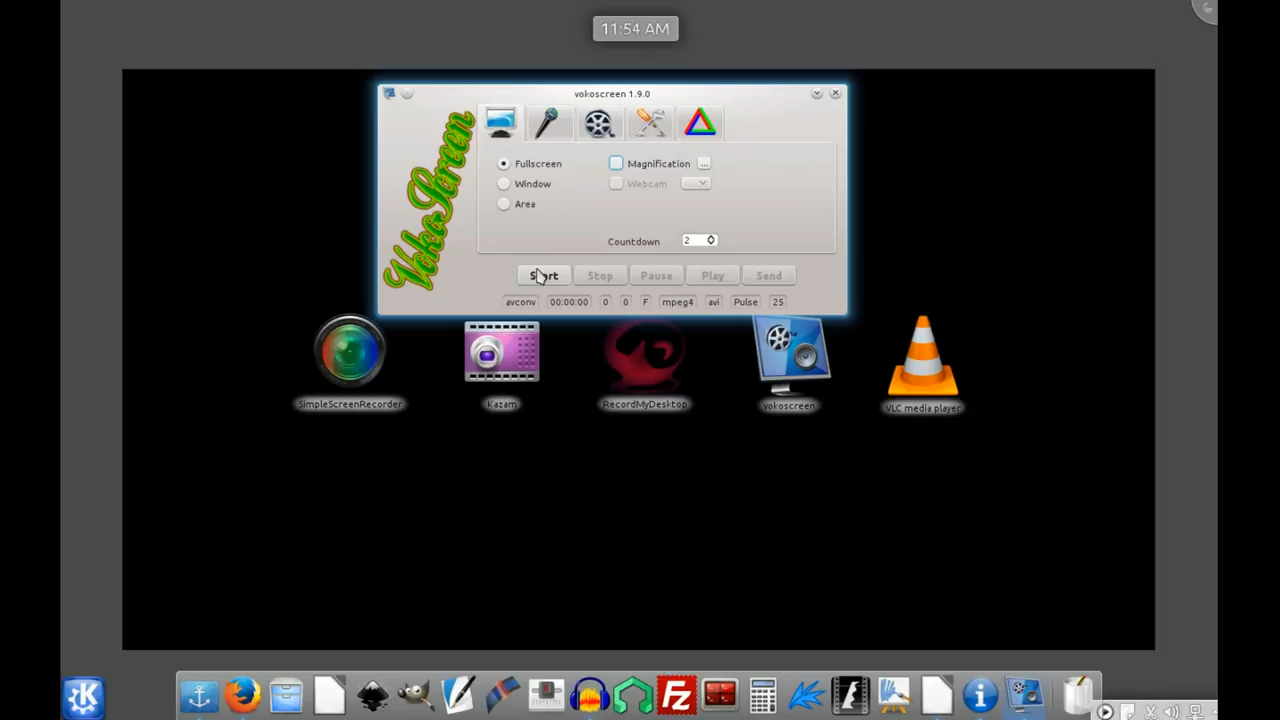 11:54 AM
vokoscreen 1.9.0
VokoScreen
Fullscreen
Magnification ...
Window
Webcam
Area
Countdown 2
Start Stop Pause Play Send
avconv 00:00:00 0 0 F mpeg4 avi Pulse 25
SimpleScreenRecorder Kazam RecordMyDesktop vokoscreen VLC media player
K FZ i